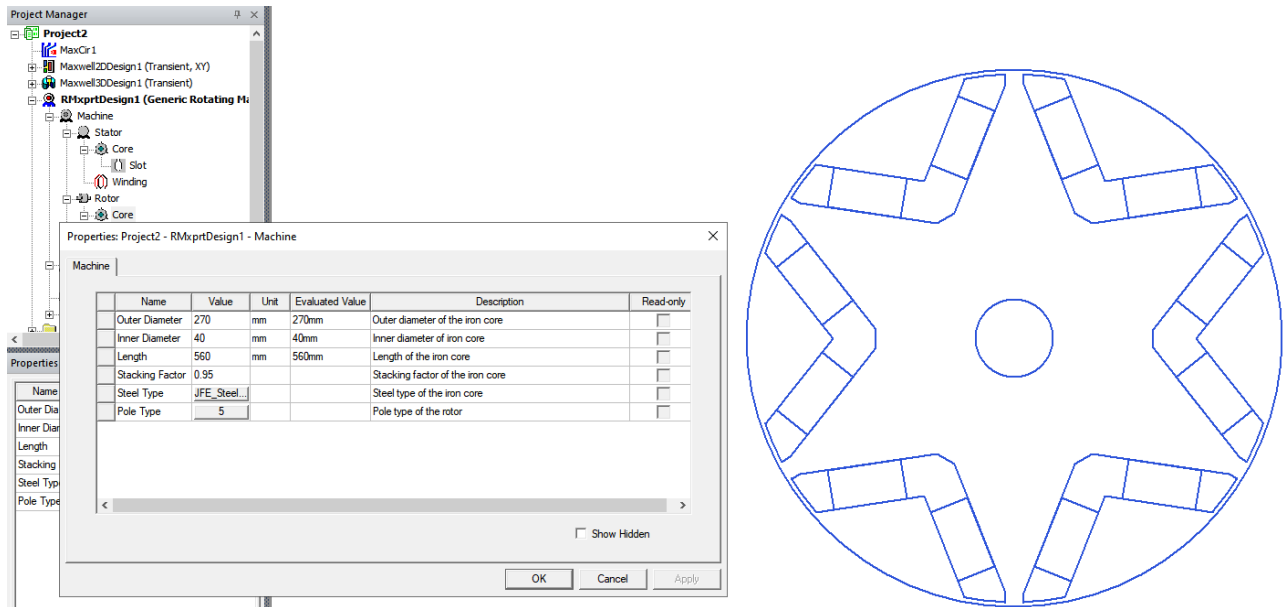 Project Manager
Project2
MaxCir1
Maxwell2DDesign1 (Transient, XY)
Maxwell3DDesign1 (Transient)
RMxprtDesign1 (Generic Rotating Ma
Machine
Stator
Core
Slot
Winding
Rotor
Core
Properties: Project2 - RMxprtDesign1 - Machine
Machine
Name Value Unit Evaluated Value Description Read-only
Outer Diameter 270 mm 270mm Outer diameter of the iron core
Inner Diameter 40 mm 40mm Inner diameter of iron core
Length 560 mm 560mm Length of the iron core
Stacking Factor 0.95 Stacking factor of the iron core
Steel Type JFE_Steel... Steel type of the iron core
Pole Type 5 Pole type of the rotor
Show Hidden
OK Cancel Apply
Properties
Name
Outer Dia
Inner Diar
Length
Stacking
Steel Typ
Pole Type